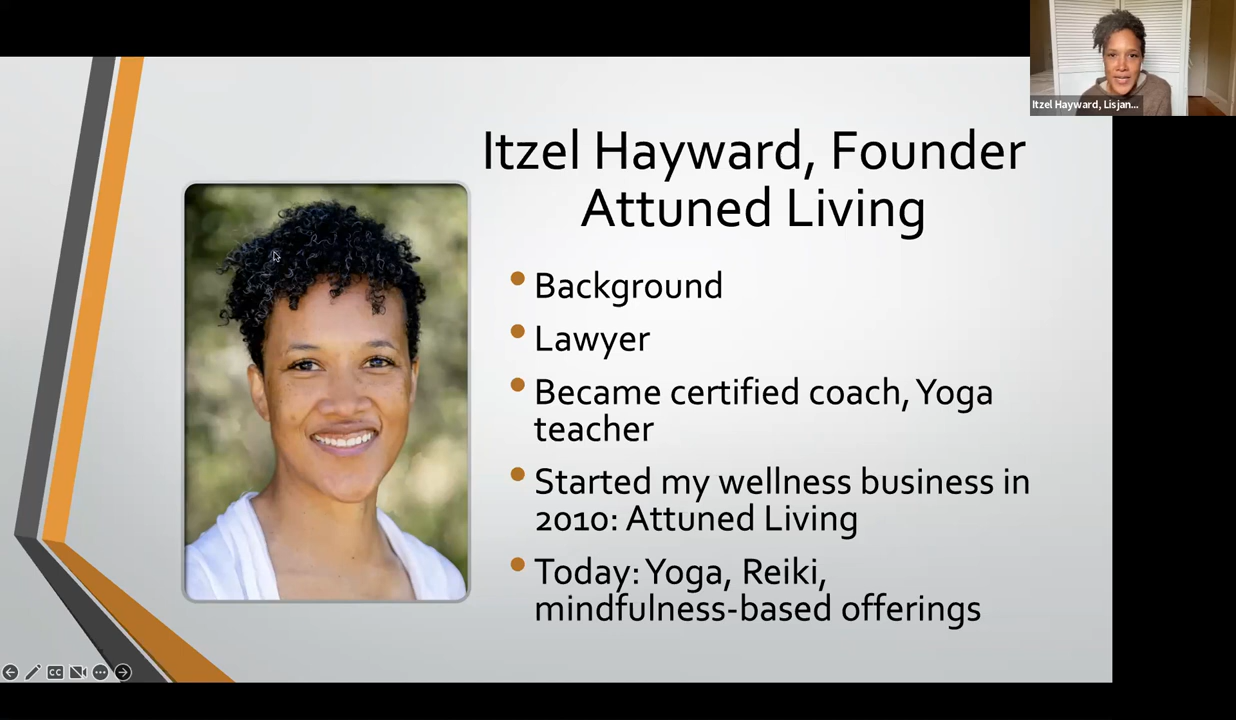 Itzel Hayward, Lisjan...
Itzel Hayward, Founder
Attuned Living
• Background
• Lawyer
• Became certified coach, Yoga
teacher
• Started my wellness business in
2010: Attuned Living
• Today: Yoga, Reiki,
mindfulness-based offerings
CC